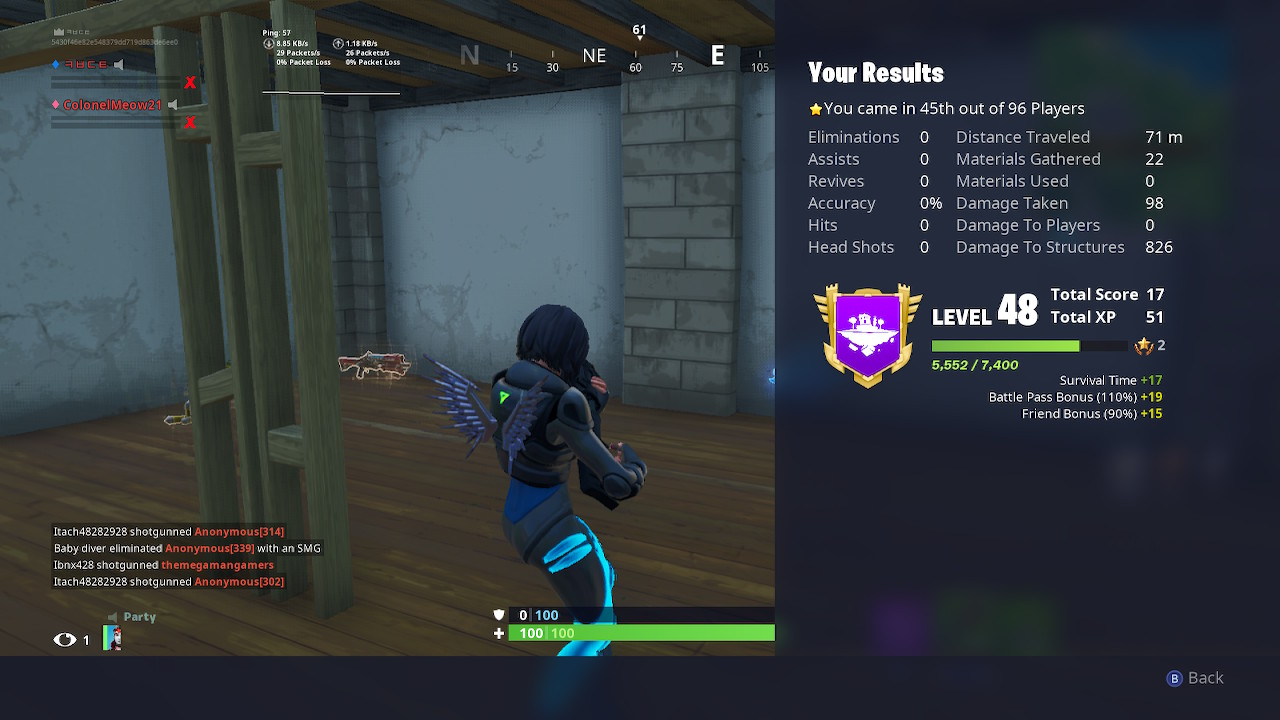 Ping: 57
8.85 KB/s 1.18 KB/s
29 Packets/s 26 Packets/s
0% Packet Loss 0% Packet Loss
61
N 15 30 NE 60 75 E 105
ColonelMeow21
Itach48282928 shotgunned Anonymous[314]
Baby diver eliminated Anonymous[339] with an SMG
Ibnx428 shotgunned themegamangamers
Itach48282928 shotgunned Anonymous[302]
Party
1
0 100
100 100
Your Results
You came in 45th out of 96 Players
Eliminations 0 Distance Traveled 71 m
Assists 0 Materials Gathered 22
Revives 0 Materials Used 0
Accuracy 0% Damage Taken 98
Hits 0 Damage To Players 0
Head Shots 0 Damage To Structures 826
LEVEL 48
Total Score 17
Total XP 51
2
5,552 / 7,400
Survival Time +17
Battle Pass Bonus (110%) +19
Friend Bonus (90%) +15
B Back